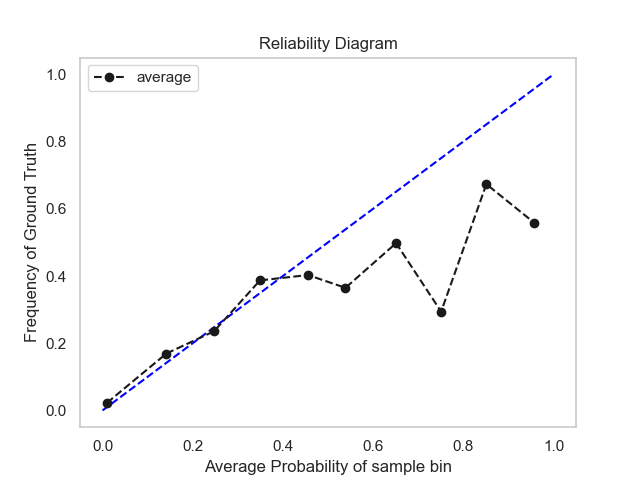 Reliability Diagram
average
Frequency of Ground Truth
1.0
0.8
0.6
0.4
0.2
0.0
0.0 0.2 0.4 0.6 0.8 1.0
Average Probability of sample bin